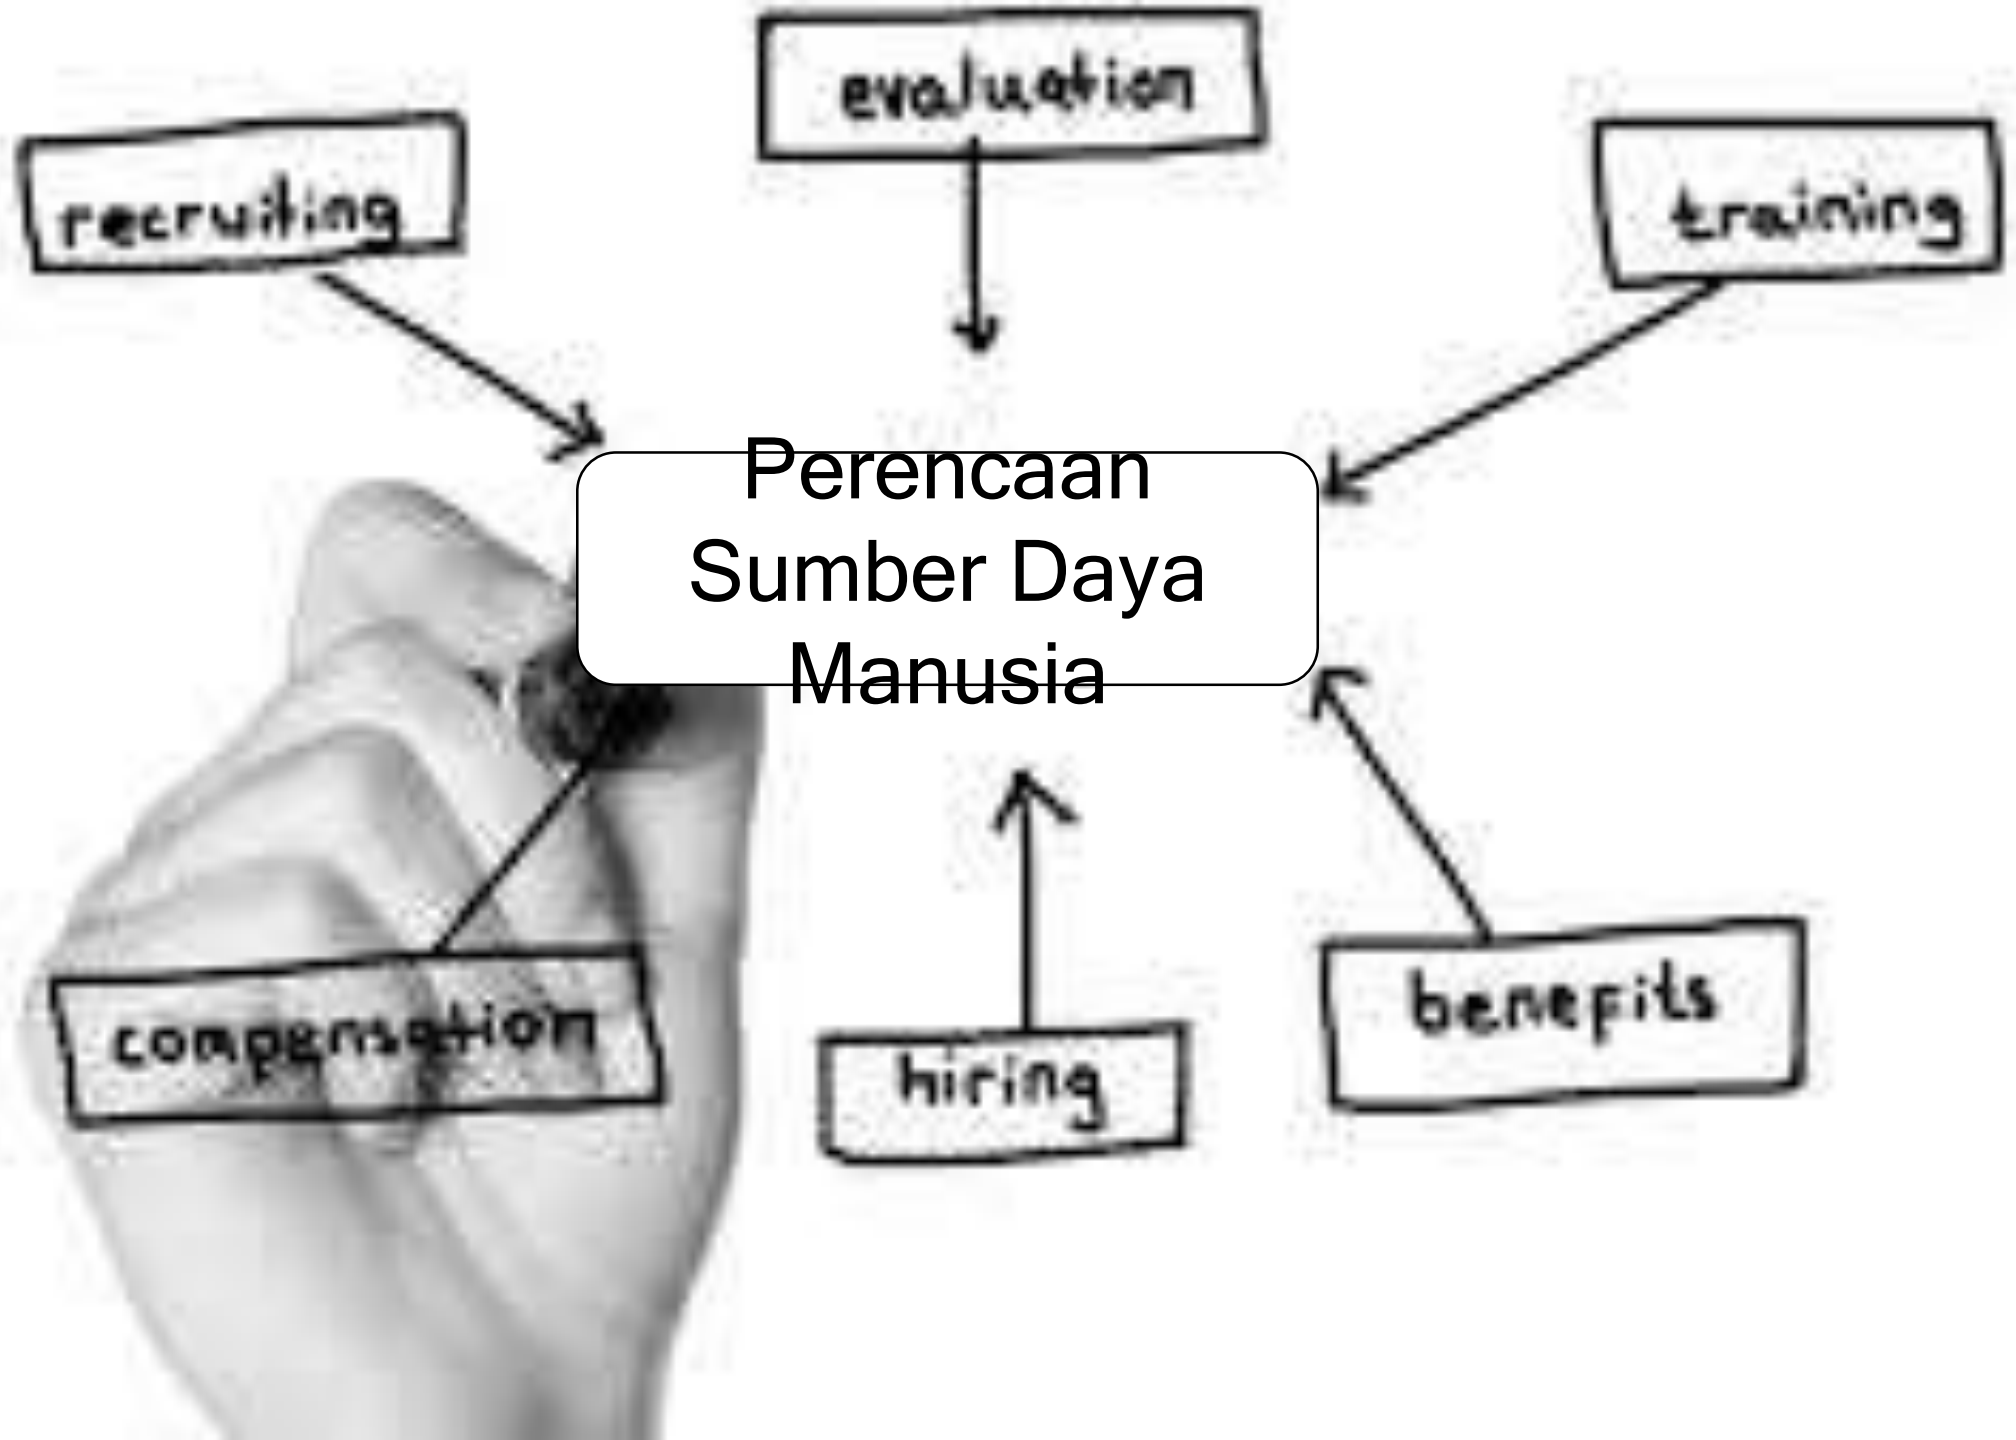 evaluation
recruiting
training
Perencaan
Sumber Daya
Manusia
compensation
hiring
benefits